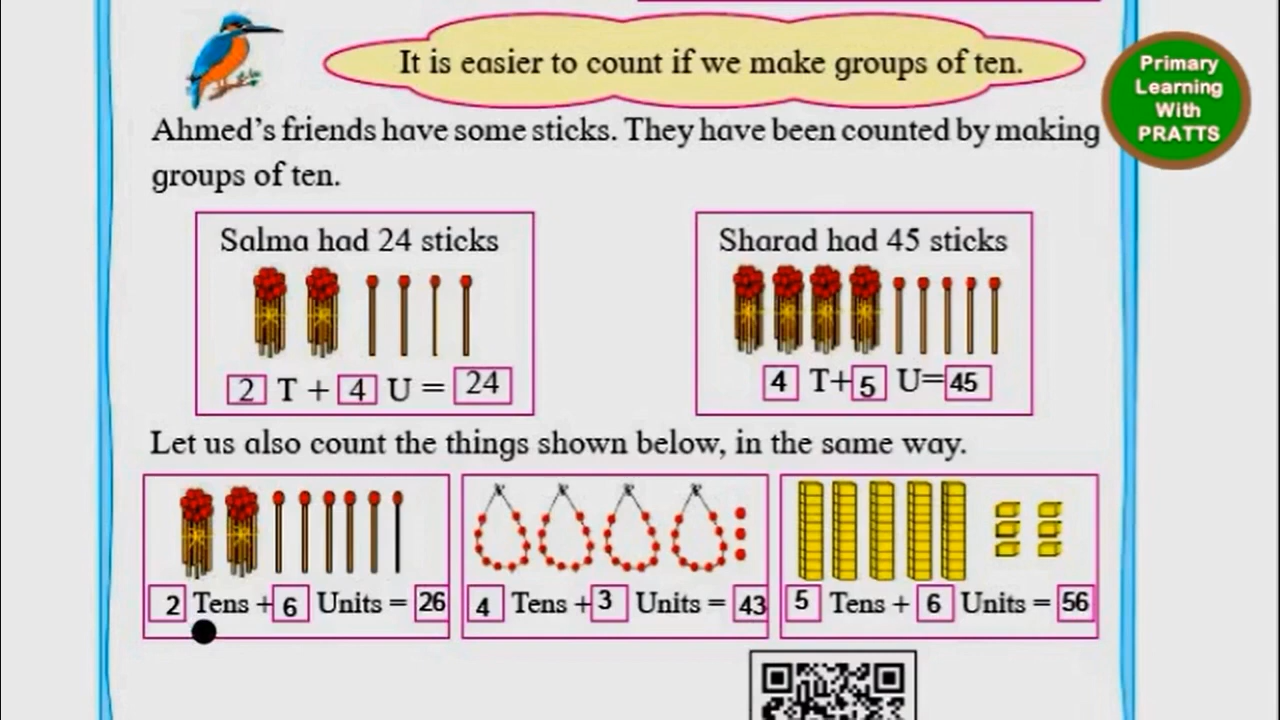 It is easier to count if we make groups of ten.
Primary
Learning
With
PRATTS
Ahmed's friends have some sticks. They have been counted by making
groups of ten.
Salma had 24 sticks
2 T + 4 U = 24
Sharad had 45 sticks
4 T+ 5 U= 45
Let us also count the things shown below, in the same way.
2 Tens + 6 Units = 26
4 Tens + 3 Units = 43
5 Tens + 6 Units = 56